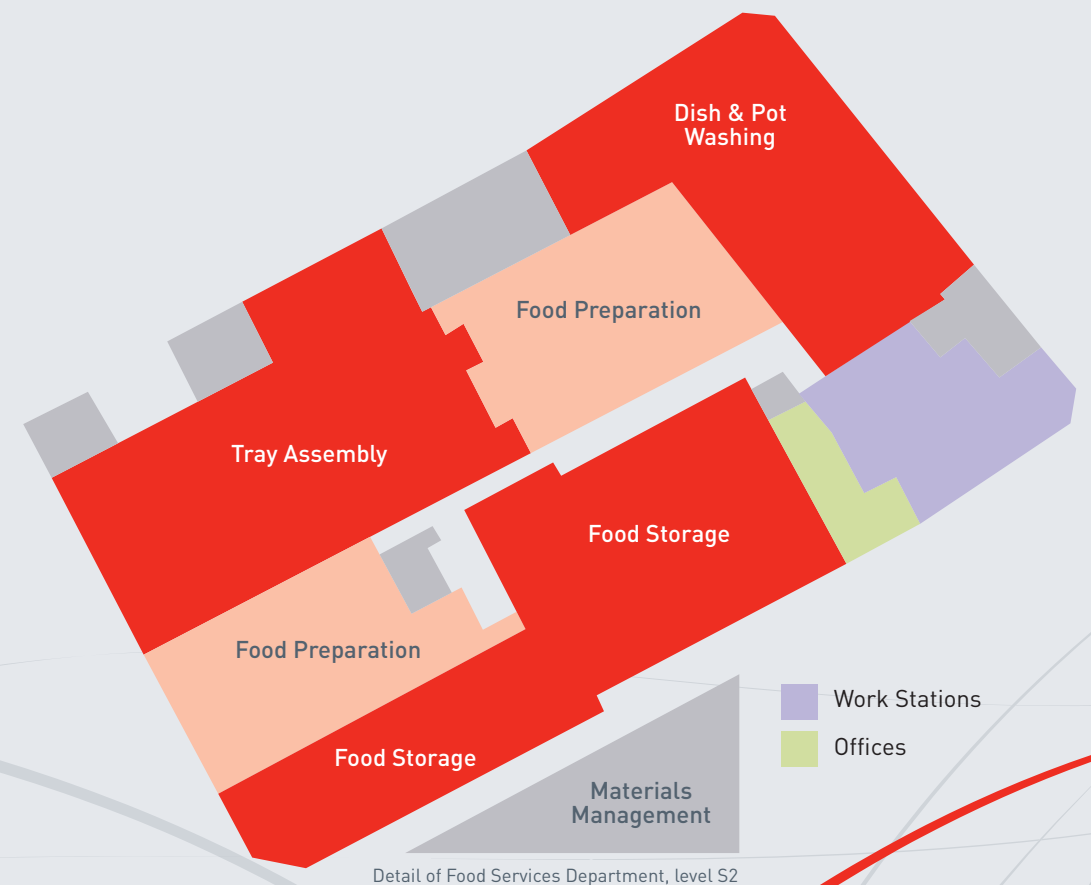 Dish & Pot
Washing
Food Preparation
Tray Assembly
Food Storage
Food Preparation
Food Storage
Work Stations
Offices
Materials
Management
Detail of Food Services Department, level S2